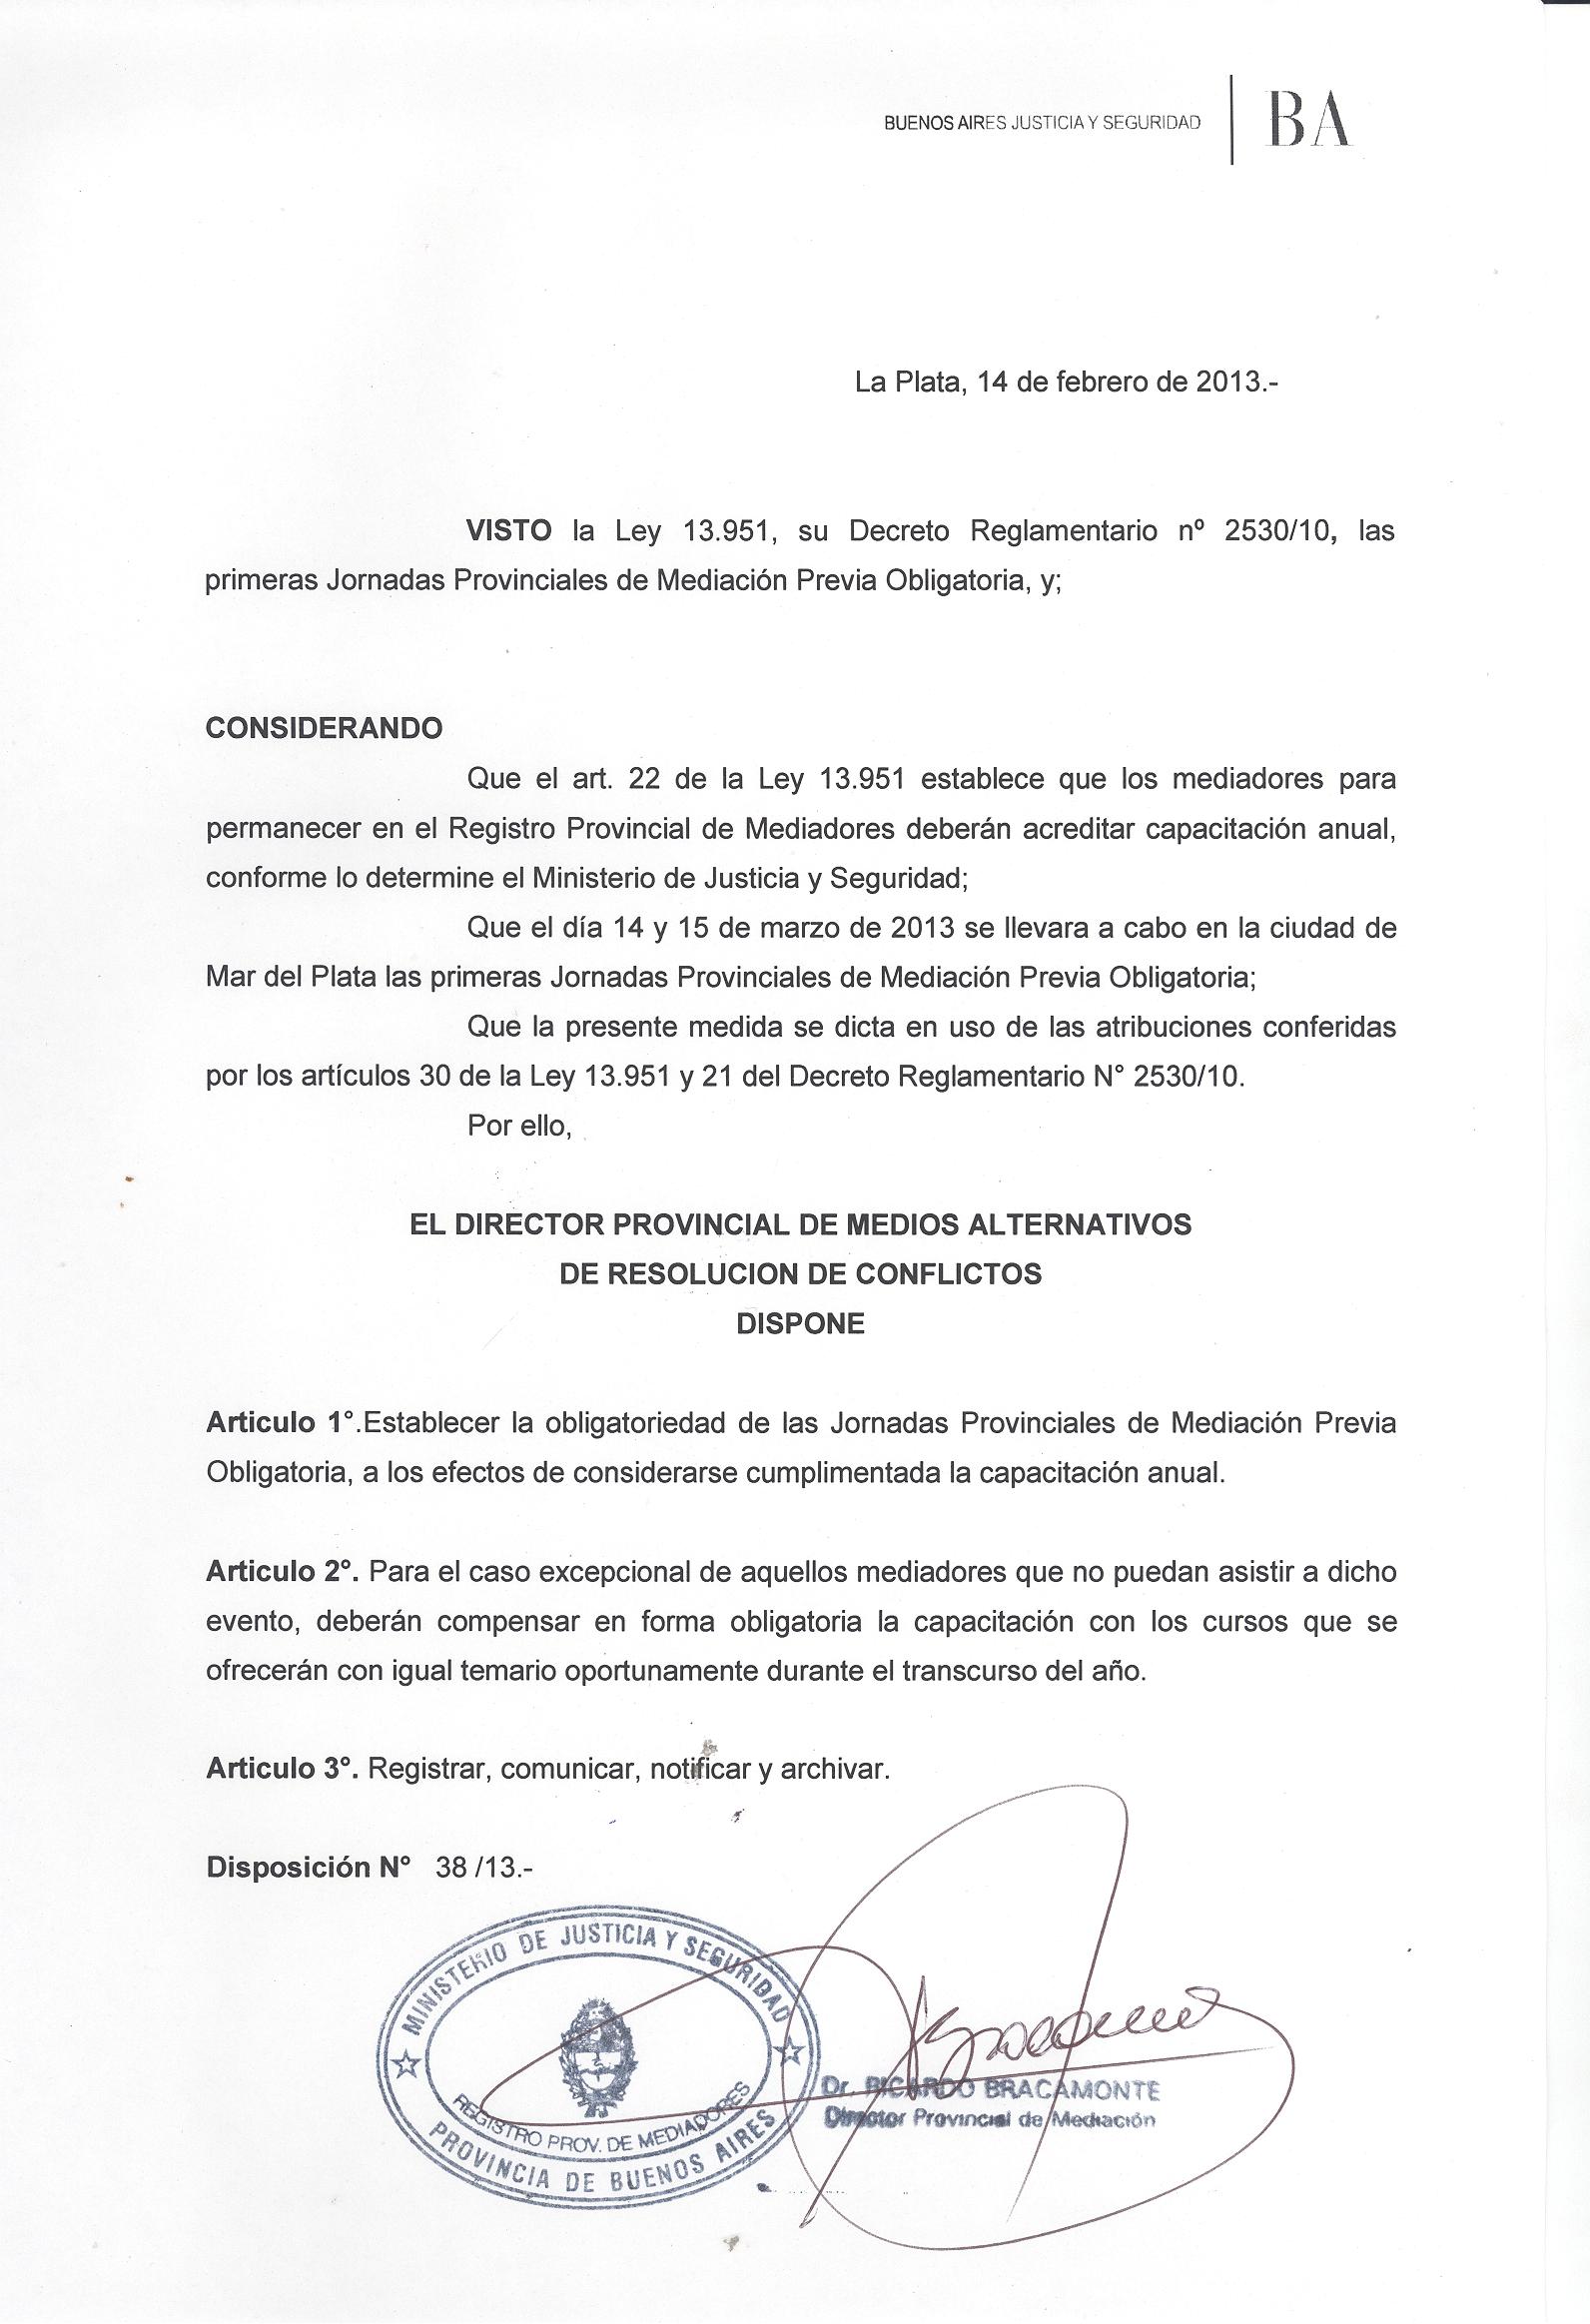 BUENOS AIRES JUSTICIA Y SEGURIDAD
BA
La Plata, 14 de febrero de 2013.-
VISTO la Ley 13.951, su Decreto Reglamentario nº 2530/10, las
primeras Jornadas Provinciales de Mediación Previa Obligatoria, y;
CONSIDERANDO
Que el art. 22 de la Ley 13.951 establece que los mediadores para
permanecer en el Registro Provincial de Mediadores deberán acreditar capacitación anual,
conforme lo determine el Ministerio de Justicia y Seguridad;
Que el día 14 y 15 de marzo de 2013 se llevara a cabo en la ciudad de
Mar del Plata las primeras Jornadas Provinciales de Mediación Previa Obligatoria;
Que la presente medida se dicta en uso de las atribuciones conferidas
por los artículos 30 de la Ley 13.951 y 21 del Decreto Reglamentario N° 2530/10.
Por ello,
EL DIRECTOR PROVINCIAL DE MEDIOS ALTERNATIVOS
DE RESOLUCION DE CONFLICTOS
DISPONE
Articulo 1°.Establecer la obligatoriedad de las Jornadas Provinciales de Mediación Previa
Obligatoria, a los efectos de considerarse cumplimentada la capacitación anual.
Articulo 2°. Para el caso excepcional de aquellos mediadores que no puedan asistir a dicho
evento, deberán compensar en forma obligatoria la capacitación con los cursos que se
ofrecerán con igual temario oportunamente durante el transcurso del año.
Articulo 3°. Registrar, comunicar, notificar y archivar.
Disposición N° 38 /13.-
MINISTERIO DE JUSTICIA Y SEGURIDAD
REGISTRO PROV. DE MEDIADORES
PROVINCIA DE BUENOS AIRES
Dr. RICARDO BRACAMONTE
Director Provincial de Mediación